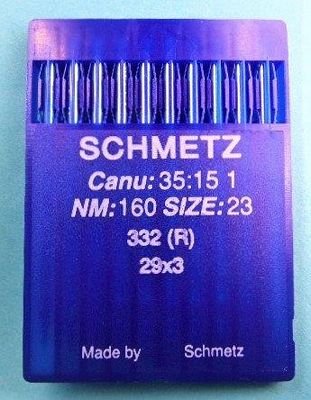 SCHMETZ
Canu: 35:15 1
NM:160 SIZE:23
332 (R)
29x3
Made by Schmetz